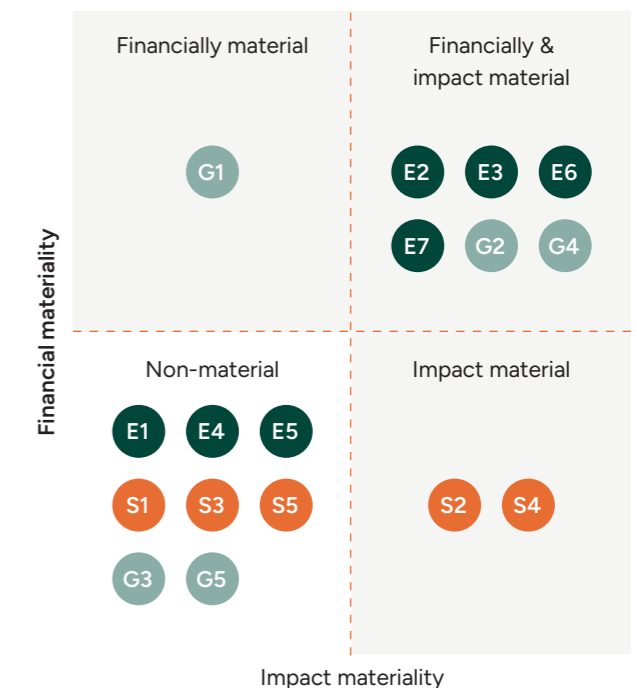 Financially material
Financially &
impact material
G1
E2 E3 E6
E7 G2 G4
Financial materiality
Non-material
Impact material
E1 E4 E5
S1 S3 S5
S2 S4
G3 G5
Impact materiality